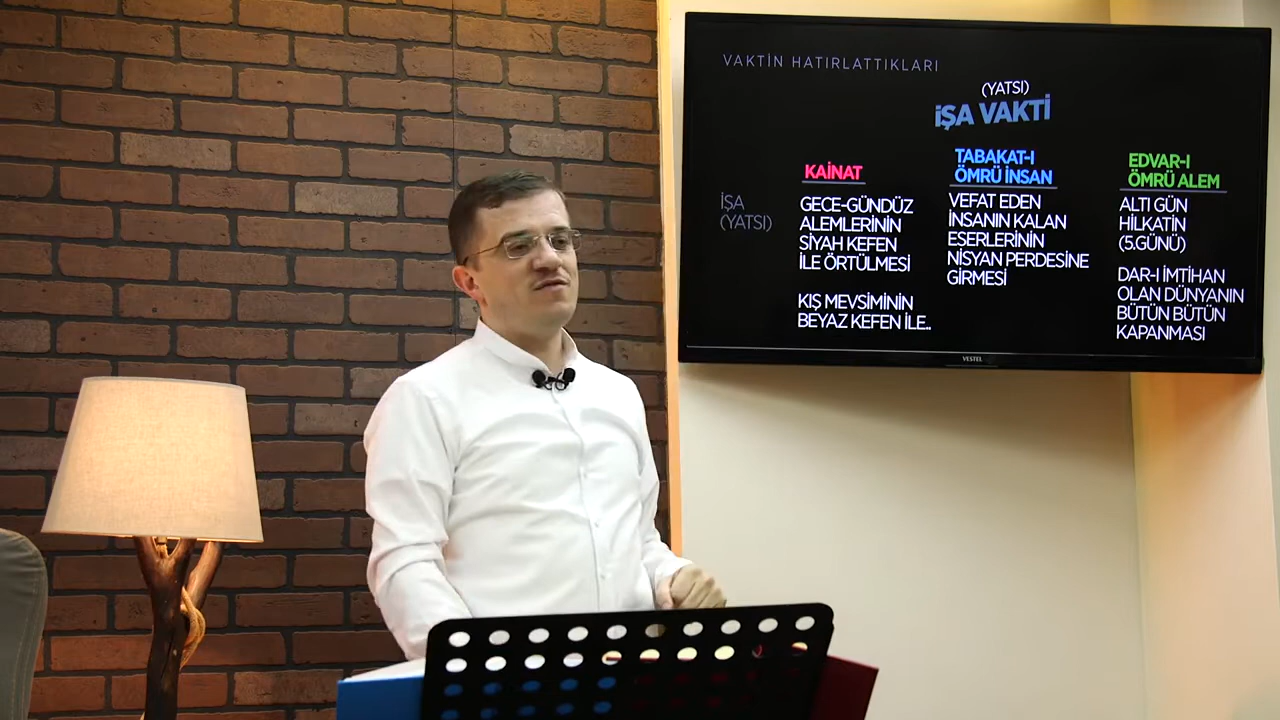 VAKTİN HATIRLATTIKLARI
(YATSI)
İŞA VAKTİ
KAİNAT
TABAKAT-I
ÖMRÜ İNSAN
EDVAR-I
ÖMRÜ ALEM
İŞA
(YATSI)
GECE-GÜNDÜZ
ALEMLERİNİN
SİYAH KEFEN
İLE ÖRTÜLMESİ
KIŞ MEVSİMİNİN
BEYAZ KEFEN İLE..
VEFAT EDEN
İNSANIN KALAN
ESERLERİNİN
NİSYAN PERDESİNE
GİRMESİ
ALTI GÜN
HİLKATİN
(5.GÜNÜ)
DAR-I İMTİHAN
OLAN DÜNYANIN
BÜTÜN BÜTÜN
KAPANMASI
VESTEL